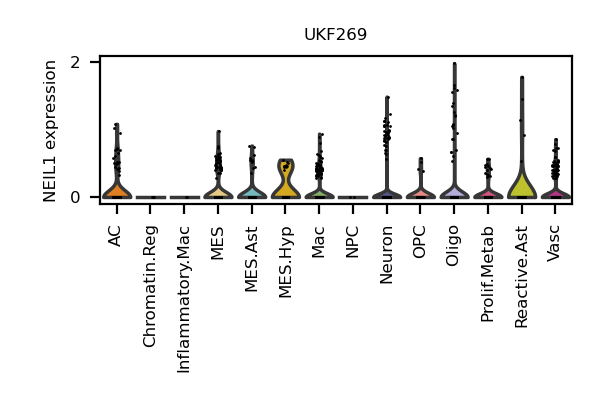 UKF269
NEIL1 expression
2
0
AC
Chromatin.Reg
Inflammatory.Mac
MES
MES.Ast
MES.Hyp
Mac
NPC
Neuron
OPC
Oligo
Prolif.Metab
Reactive.Ast
Vasc